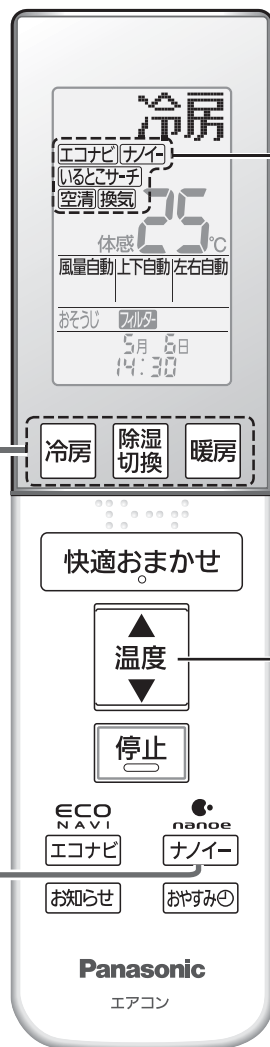 冷房
エコナビ ナノイー
いるとこサーチ
空清 換気
体感 25℃
風量自動 上下自動 左右自動
おそうじ フィルター
5月 6日
14:30
冷房 除湿切換 暖房
快適おまかせ
▲
温度
▼
停止
ECO NAVI nanoe
エコナビ ナノイー
お知らせ おやすみ
Panasonic
エアコン